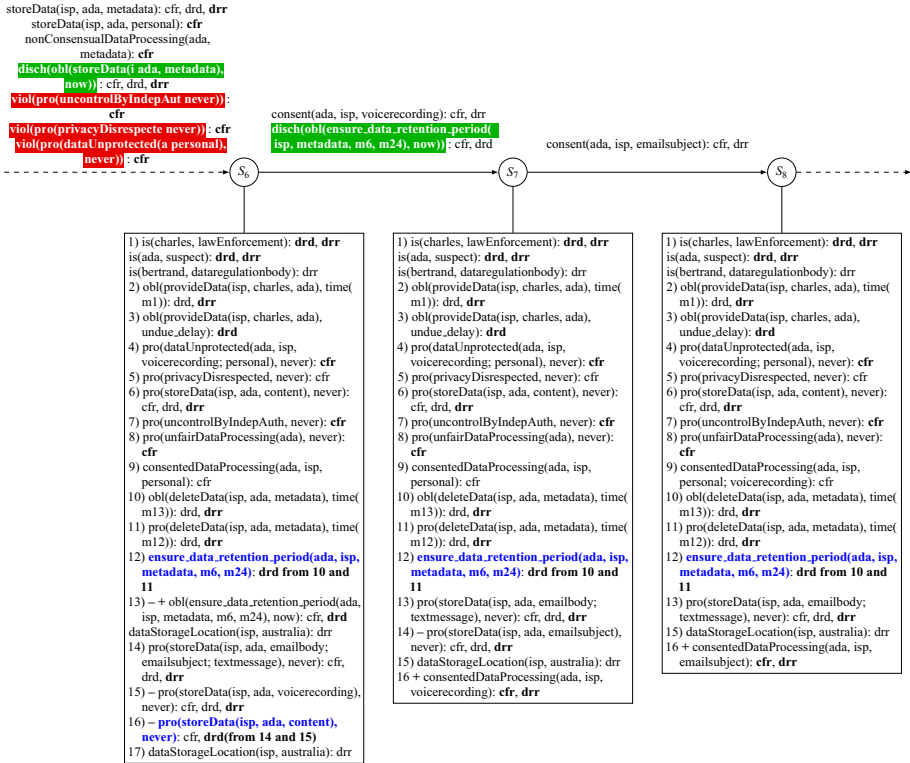 storeData(isp, ada, metadata): cfr, drd, drr
storeData(isp, ada, personal): cfr
nonConsensualDataProcessing(ada,
metadata): cfr
disch(obl(storeData(i ada, metadata),
now)) : cfr, drd, drr
viol(pro(uncontrolByIndepAut never)) :
cfr
viol(pro(privacyDisrespecte never)) : cfr
viol(pro(dataUnprotected(a personal),
never)) : cfr
consent(ada, isp, voicerecording): cfr, drr
disch(obl(ensure_data_retention_period(
isp, metadata, m6, m24), now)) : cfr, drd
consent(ada, isp, emailsubject): cfr, drr
S6
S7
S8
1) is(charles, lawEnforcement): drd, drr
is(ada, suspect): drd, drr
is(bertrand, dataregulationbody): drr
2) obl(provideData(isp, charles, ada), time(
m1)): drd, drr
3) obl(provideData(isp, charles, ada),
undue_delay): drd
4) pro(dataUnprotected(ada, isp,
voicerecording; personal), never): cfr
5) pro(privacyDisrespected, never): cfr
6) pro(storeData(isp, ada, content), never):
cfr, drd, drr
7) pro(uncontrolByIndepAuth, never): cfr
8) pro(unfairDataProcessing(ada), never):
cfr
9) consentedDataProcessing(ada, isp,
personal): cfr
10) obl(deleteData(isp, ada, metadata), time(
m13)): drd, drr
11) pro(deleteData(isp, ada, metadata), time(
m12)): drd, drr
12) ensure_data_retention_period(ada, isp,
metadata, m6, m24): drd from 10 and
11
13) – + obl(ensure_data_retention_period(ada,
isp, metadata, m6, m24), now): cfr, drd
dataStorageLocation(isp, australia): drr
14) pro(storeData(isp, ada, emailbody;
emailsubject; textmessage), never): cfr,
drd, drr
15) – pro(storeData(isp, ada, voicerecording),
never): cfr, drd, drr
16) – pro(storeData(isp, ada, content),
never): cfr, drd(from 14 and 15)
17) dataStorageLocation(isp, australia): drr
1) is(charles, lawEnforcement): drd, drr
is(ada, suspect): drd, drr
is(bertrand, dataregulationbody): drr
2) obl(provideData(isp, charles, ada), time(
m1)): drd, drr
3) obl(provideData(isp, charles, ada),
undue_delay): drd
4) pro(dataUnprotected(ada, isp,
voicerecording; personal), never): cfr
5) pro(privacyDisrespected, never): cfr
6) pro(storeData(isp, ada, content), never):
cfr, drd, drr
7) pro(uncontrolByIndepAuth, never): cfr
8) pro(unfairDataProcessing(ada), never):
cfr
9) consentedDataProcessing(ada, isp,
personal): cfr
10) obl(deleteData(isp, ada, metadata), time(
m13)): drd, drr
11) pro(deleteData(isp, ada, metadata), time(
m12)): drd, drr
12) ensure_data_retention_period(ada, isp,
metadata, m6, m24): drd from 10 and
11
13) pro(storeData(isp, ada, emailbody;
textmessage), never): cfr, drd, drr
14) – pro(storeData(isp, ada, emailsubject),
never): cfr, drd, drr
15) dataStorageLocation(isp, australia): drr
16 + consentedDataProcessing(ada, isp,
voicerecording): cfr, drr
1) is(charles, lawEnforcement): drd, drr
is(ada, suspect): drd, drr
is(bertrand, dataregulationbody): drr
2) obl(provideData(isp, charles, ada), time(
m1)): drd, drr
3) obl(provideData(isp, charles, ada),
undue_delay): drd
4) pro(dataUnprotected(ada, isp,
voicerecording; personal), never): cfr
5) pro(privacyDisrespected, never): cfr
6) pro(storeData(isp, ada, content), never):
cfr, drd, drr
7) pro(uncontrolByIndepAuth, never): cfr
8) pro(unfairDataProcessing(ada), never):
cfr
9) consentedDataProcessing(ada, isp,
personal; voicerecording): cfr
10) obl(deleteData(isp, ada, metadata), time(
m13)): drd, drr
11) pro(deleteData(isp, ada, metadata), time(
m12)): drd, drr
12) ensure_data_retention_period(ada, isp,
metadata, m6, m24): drd from 10 and
11
13) pro(storeData(isp, ada, emailbody;
textmessage), never): cfr, drd, drr
15) dataStorageLocation(isp, australia): drr
16 + consentedDataProcessing(ada, isp,
emailsubject): cfr, drr